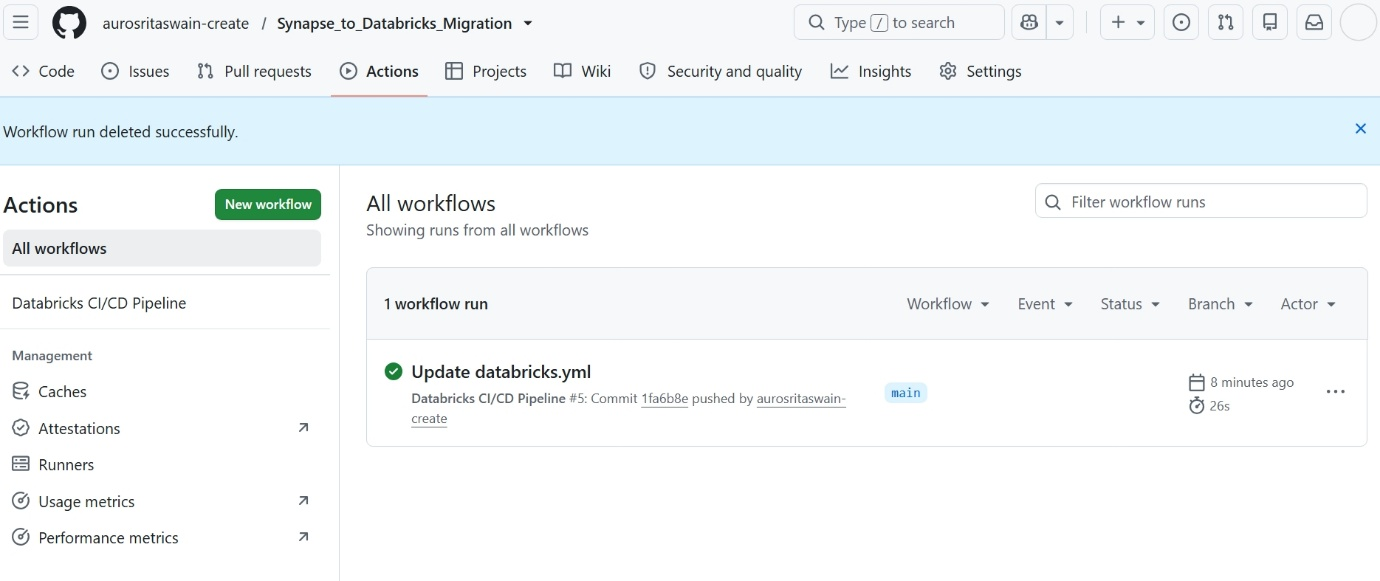 aurosritaswain-create / Synapse_to_Databricks_Migration
Type / to search
Code Issues Pull requests Actions Projects Wiki Security and quality Insights Settings
Workflow run deleted successfully.
Actions
New workflow
All workflows
Databricks CI/CD Pipeline
Management
Caches
Attestations
Runners
Usage metrics
Performance metrics
All workflows
Showing runs from all workflows
Filter workflow runs
1 workflow run
Workflow Event Status Branch Actor
Update databricks.yml
Databricks CI/CD Pipeline #5: Commit 1fa6b8e pushed by aurosritaswain-
create
main
8 minutes ago
26s